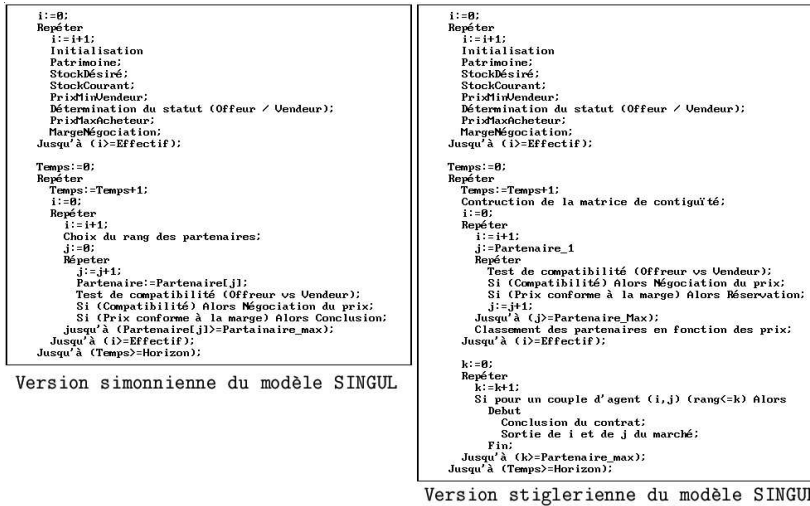 i:=0;
Repéter
i:=i+1;
Initialisation
Patrimoine;
StockDésiré;
StockCourant;
PrixMinVendeur;
Détermination du statut (Offeur / Vendeur);
PrixMaxAcheteur;
MargeNégociation;
Jusqu'à (i>=Effectif);
Temps:=0;
Repéter
Temps:=Temps+1;
i:=0;
Repéter
i:=i+1;
Choix du rang des partenaires;
j:=0;
Répeter
j:=j+1;
Partenaire:=Partenaire[j];
Test de compatibilité (Offreur vs Vendeur);
Si (Compatibilité) Alors Négociation du prix;
Si (Prix conforme à la marge) Alors Conclusion;
jusqu'à (Partenaire[j]>=Partainaire_max);
Jusqu'à (i>=Effectif);
Jusqu'à (Temps>=Horizon);
Version simonnienne du modèle SINGUL
i:=0;
Repéter
i:=i+1;
Initialisation
Patrimoine;
StockDésiré;
StockCourant;
PrixMinVendeur;
Détermination du statut (Offeur / Vendeur);
PrixMaxAcheteur;
MargeNégociation;
Jusqu'à (i>=Effectif);
Temps:=0;
Repéter
Temps:=Temps+1;
Contruction de la matrice de contiguïté;
i:=0;
Repéter
i:=i+1;
j:=Partenaire_1
Repéter
Test de compatibilité (Offreur vs Vendeur);
Si (Compatibilité) Alors Négociation du prix;
Si (Prix conforme à la marge) Alors Réservation;
j:=j+1;
Jusqu'à (j>=Partenaire_Max);
Classement des partenaires en fonction des prix;
Jusqu'à (i>=Effectif);
k:=0;
Repéter
k:=k+1;
Si pour un couple d'agent (i,j) (rang<=k) Alors
Debut
Conclusion du contrat;
Sortie de i et de j du marché;
Fin;
Jusqu'à (k>=Partenaire_max);
Jusqu'à (Temps>=Horizon);
Version stiglerienne du modèle SINGUL